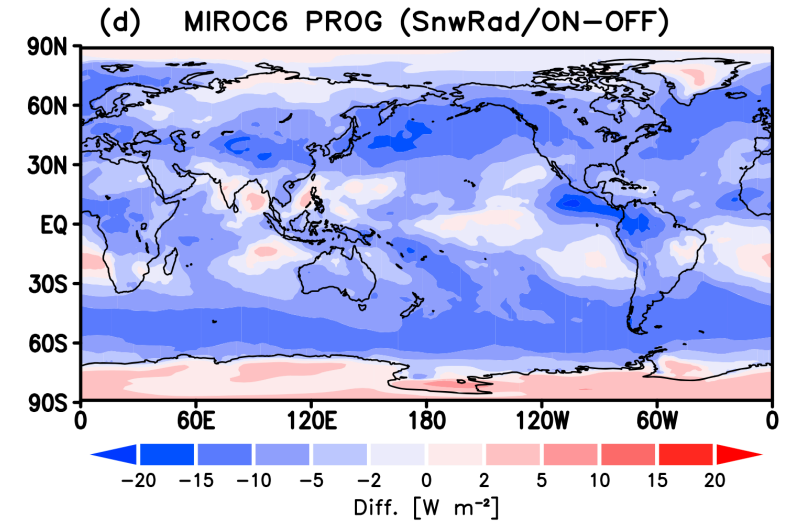 (d) MIROC6 PROG (SnwRad/ON−OFF)
90N
60N
30N
EQ
30S
60S
90S
0 60E 120E 180 120W 60W 0
−20 −15 −10 −5 −2 0 2 5 10 15 20
Diff. [W m⁻²]